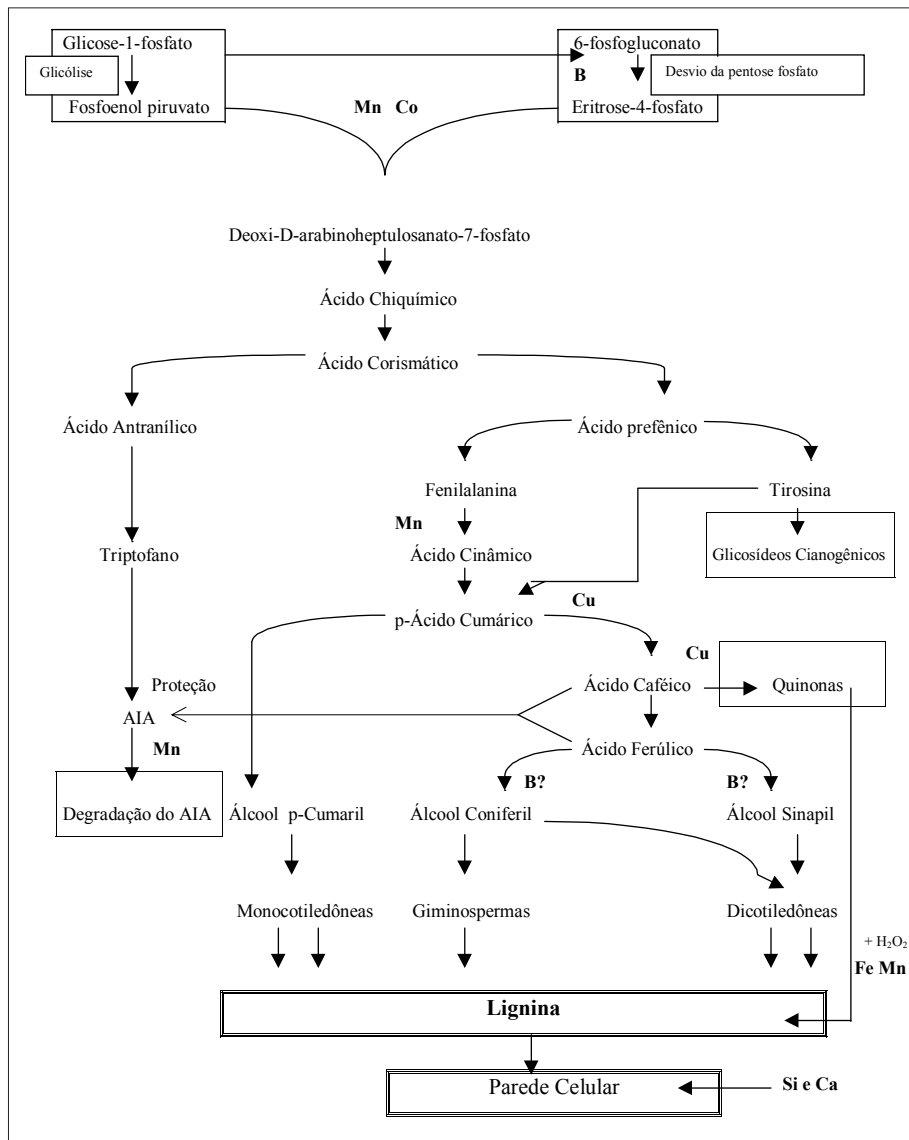 Glicose-1-fosfato
6-fosfogluconato
Glicólise
B
Desvio da pentose fosfato
Fosfoenol piruvato
Mn Co
Eritrose-4-fosfato
Deoxi-D-arabinoheptulosanato-7-fosfato
Ácido Chiquímico
Ácido Corismático
Ácido Antranílico
Ácido prefênico
Fenilalanina
Tirosina
Mn
Triptofano
Ácido Cinâmico
Glicosídeos Cianogênicos
Cu
p-Ácido Cumárico
Cu
Proteção
Ácido Caféico
Quinonas
AIA
Mn
Ácido Ferúlico
B?
B?
Degradação do AIA
Álcool p-Cumaril
Álcool Coniferil
Álcool Sinapil
Monocotiledôneas
Giminospermas
Dicotiledôneas
+ H₂O₂
Fe Mn
Lignina
Parede Celular
Si e Ca